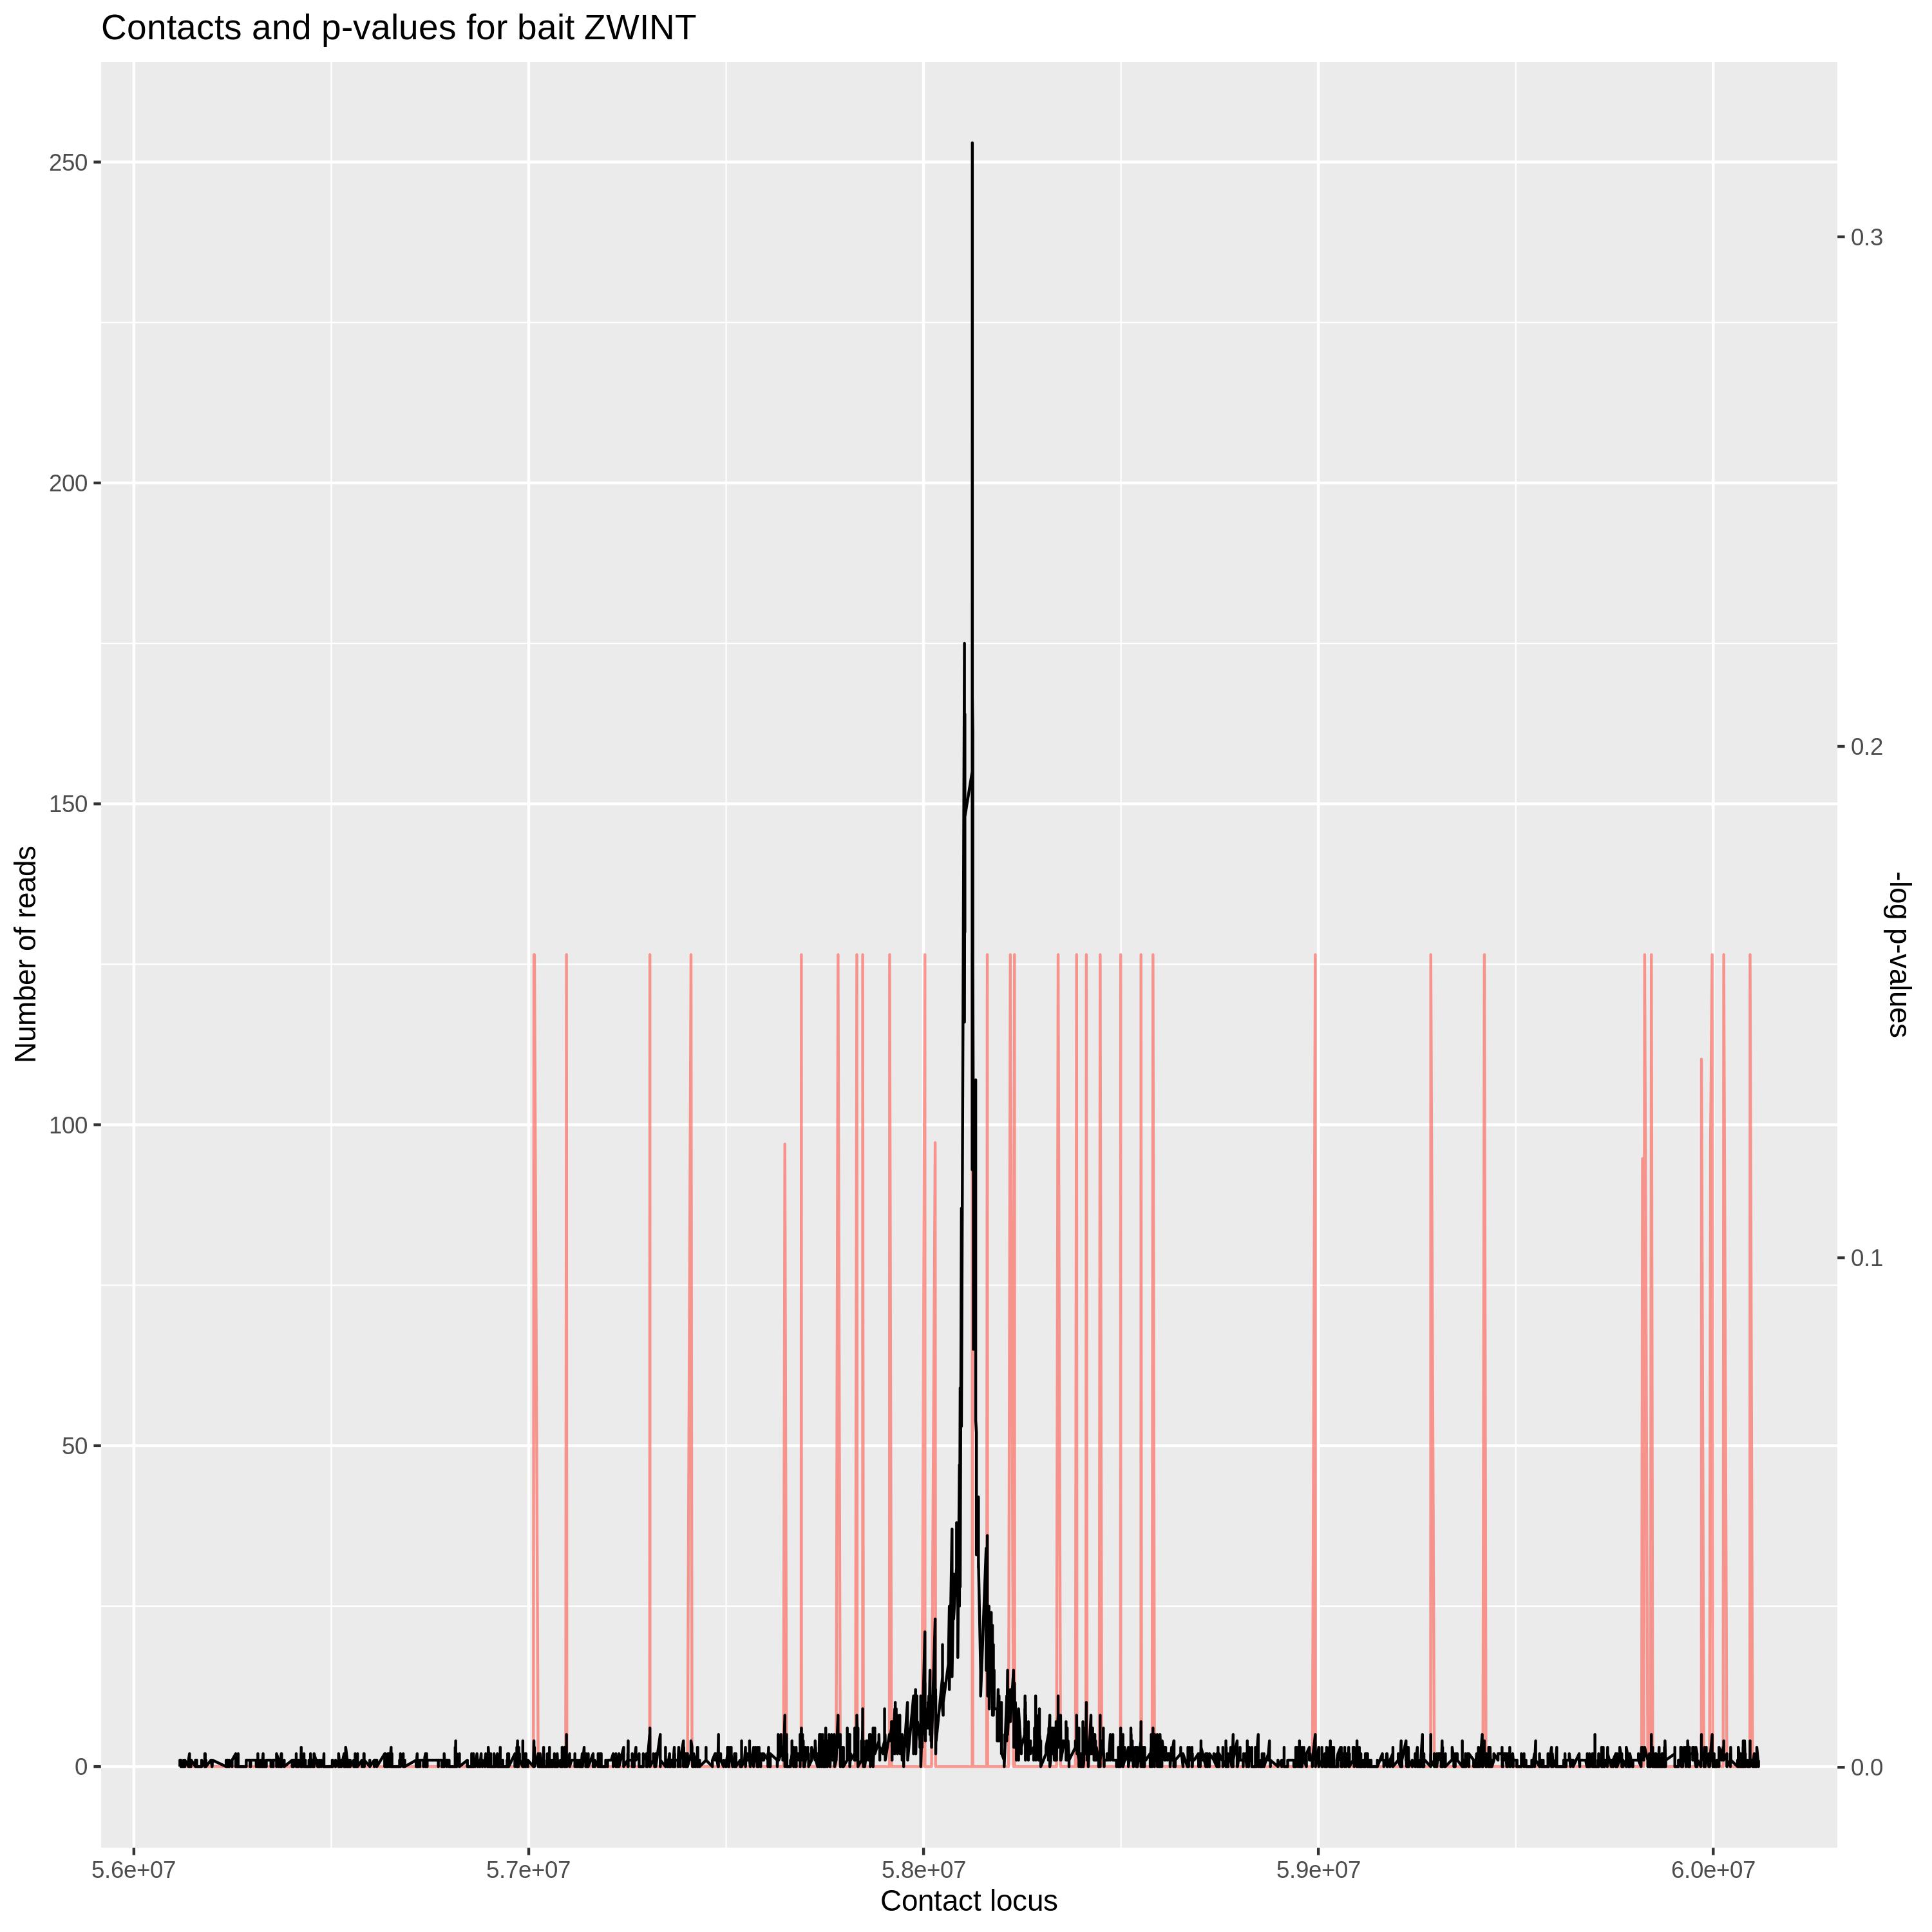 Contacts and p-values for bait ZWINT
Number of reads
250
200
150
100
50
0
0.3
0.2
0.1
0.0
-log p-values
5.6e+07 5.7e+07 5.8e+07 5.9e+07 6.0e+07
Contact locus